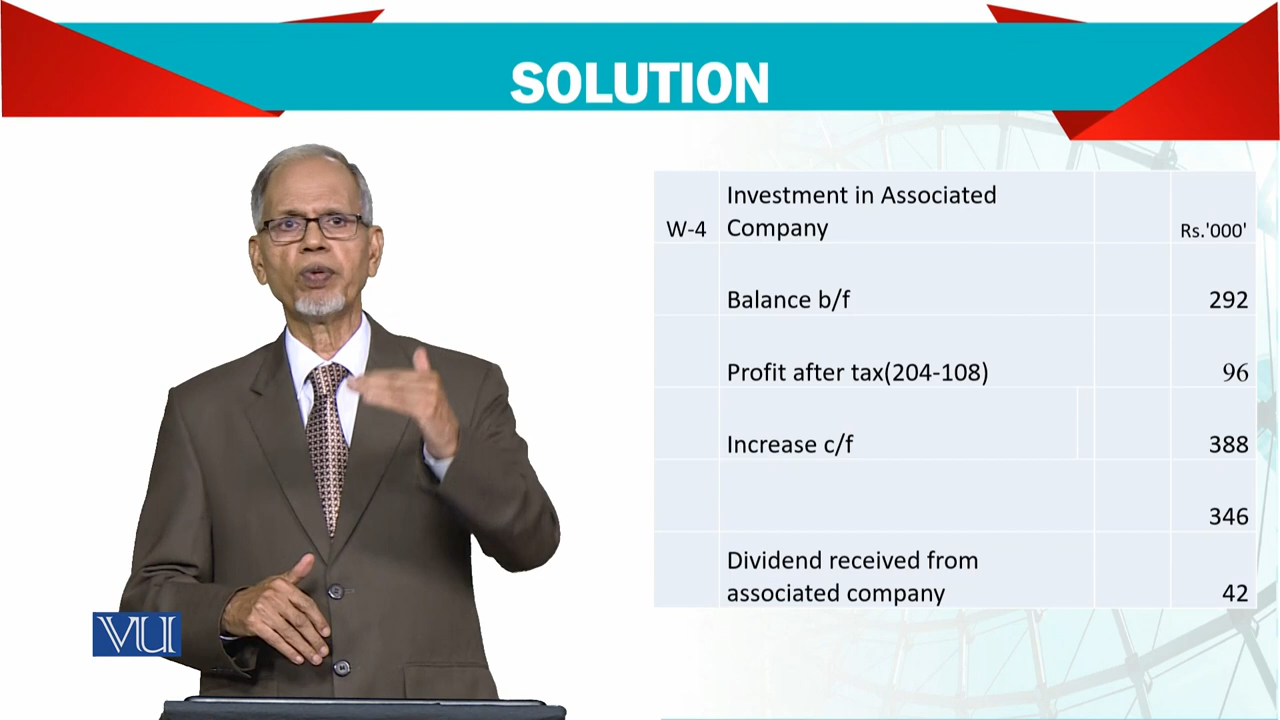 SOLUTION
W-4 Investment in Associated
Company Rs.'000'
Balance b/f 292
Profit after tax(204-108) 96
Increase c/f 388
346
Dividend received from
associated company 42
VU